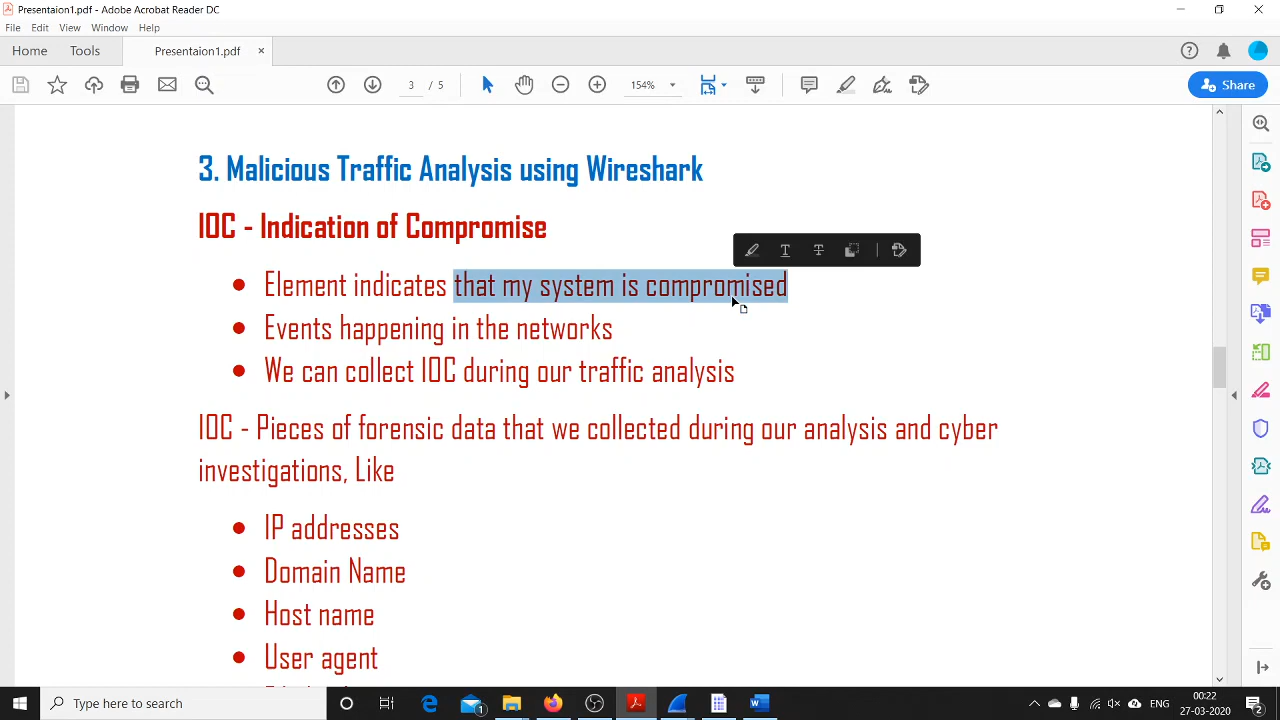 Presentaion1.pdf - Adobe Acrobat Reader DC
File Edit View Window Help
Home Tools Presentaion1.pdf ×
3 / 5 154% Share
3. Malicious Traffic Analysis using Wireshark
IOC - Indication of Compromise
• Element indicates that my system is compromised
• Events happening in the networks
• We can collect IOC during our traffic analysis
IOC - Pieces of forensic data that we collected during our analysis and cyber
investigations, Like
• IP addresses
• Domain Name
• Host name
• User agent
Type here to search
ENG
00:22
27-03-2020